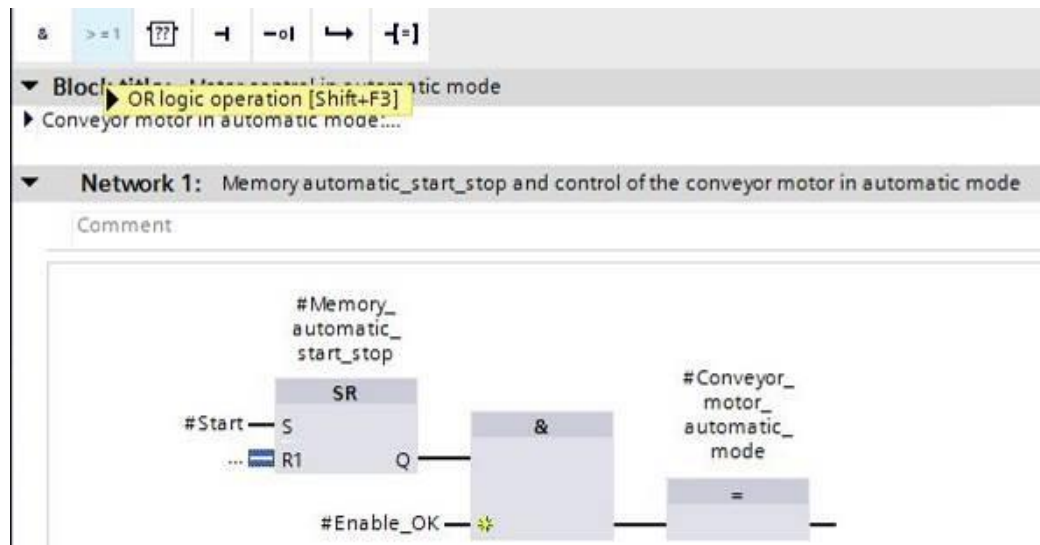 & >=1 ?? ⊣ ⊸ı ↦ ⊣[=]
▼ Block title: Motor control in automatic mode
OR logic operation [Shift+F3]
Conveyor motor in automatic mode:...
Network 1: Memory automatic_start_stop and control of the conveyor motor in automatic mode
Comment
#Memory_
automatic_
start_stop
SR
#Start S
... R1 Q
&
#Enable_OK
#Conveyor_
motor_
automatic_
mode
=